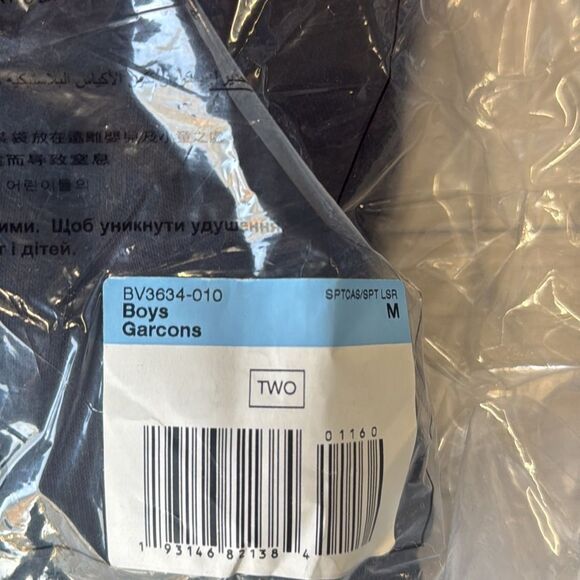 الأكياس البلاستيكية
袋放在遠離嬰兒及小童之處
而导致窒息
어린이들의
ими. Щоб уникнути удушення
т і дітей.
BV3634-010 SPTCAS/SPT LSR
Boys M
Garcons
TWO
01160
1 93146 82138 4